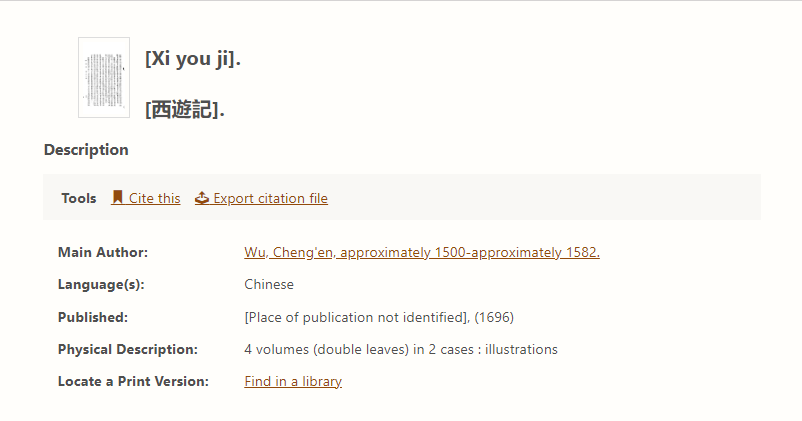 [Xi you ji].
[西遊記].
Description
Tools Cite this Export citation file
Main Author: Wu, Cheng'en, approximately 1500-approximately 1582.
Language(s): Chinese
Published: [Place of publication not identified], (1696)
Physical Description: 4 volumes (double leaves) in 2 cases : illustrations
Locate a Print Version: Find in a library